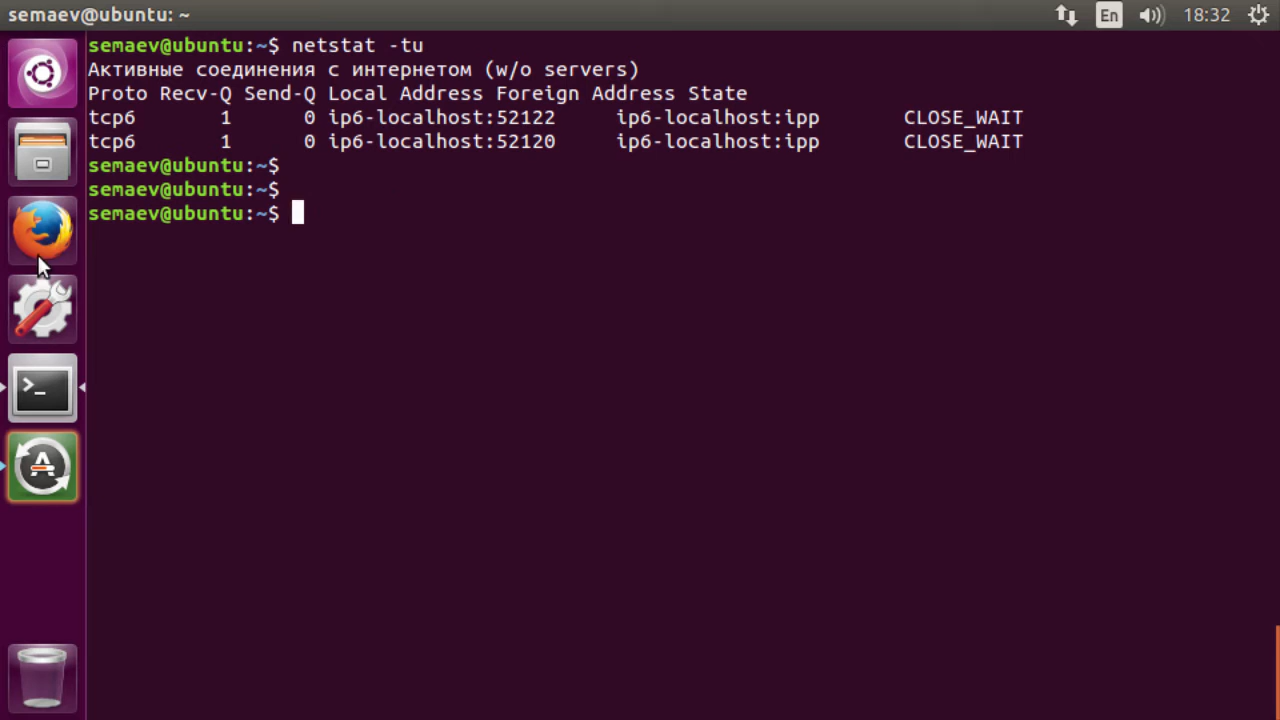 semaev@ubuntu: ~
En
18:32
semaev@ubuntu:~$ netstat -tu
Активные соединения с интернетом (w/o servers)
Proto Recv-Q Send-Q Local Address Foreign Address State
tcp6 1 0 ip6-localhost:52122 ip6-localhost:ipp CLOSE_WAIT
tcp6 1 0 ip6-localhost:52120 ip6-localhost:ipp CLOSE_WAIT
semaev@ubuntu:~$
semaev@ubuntu:~$
semaev@ubuntu:~$
>_
A